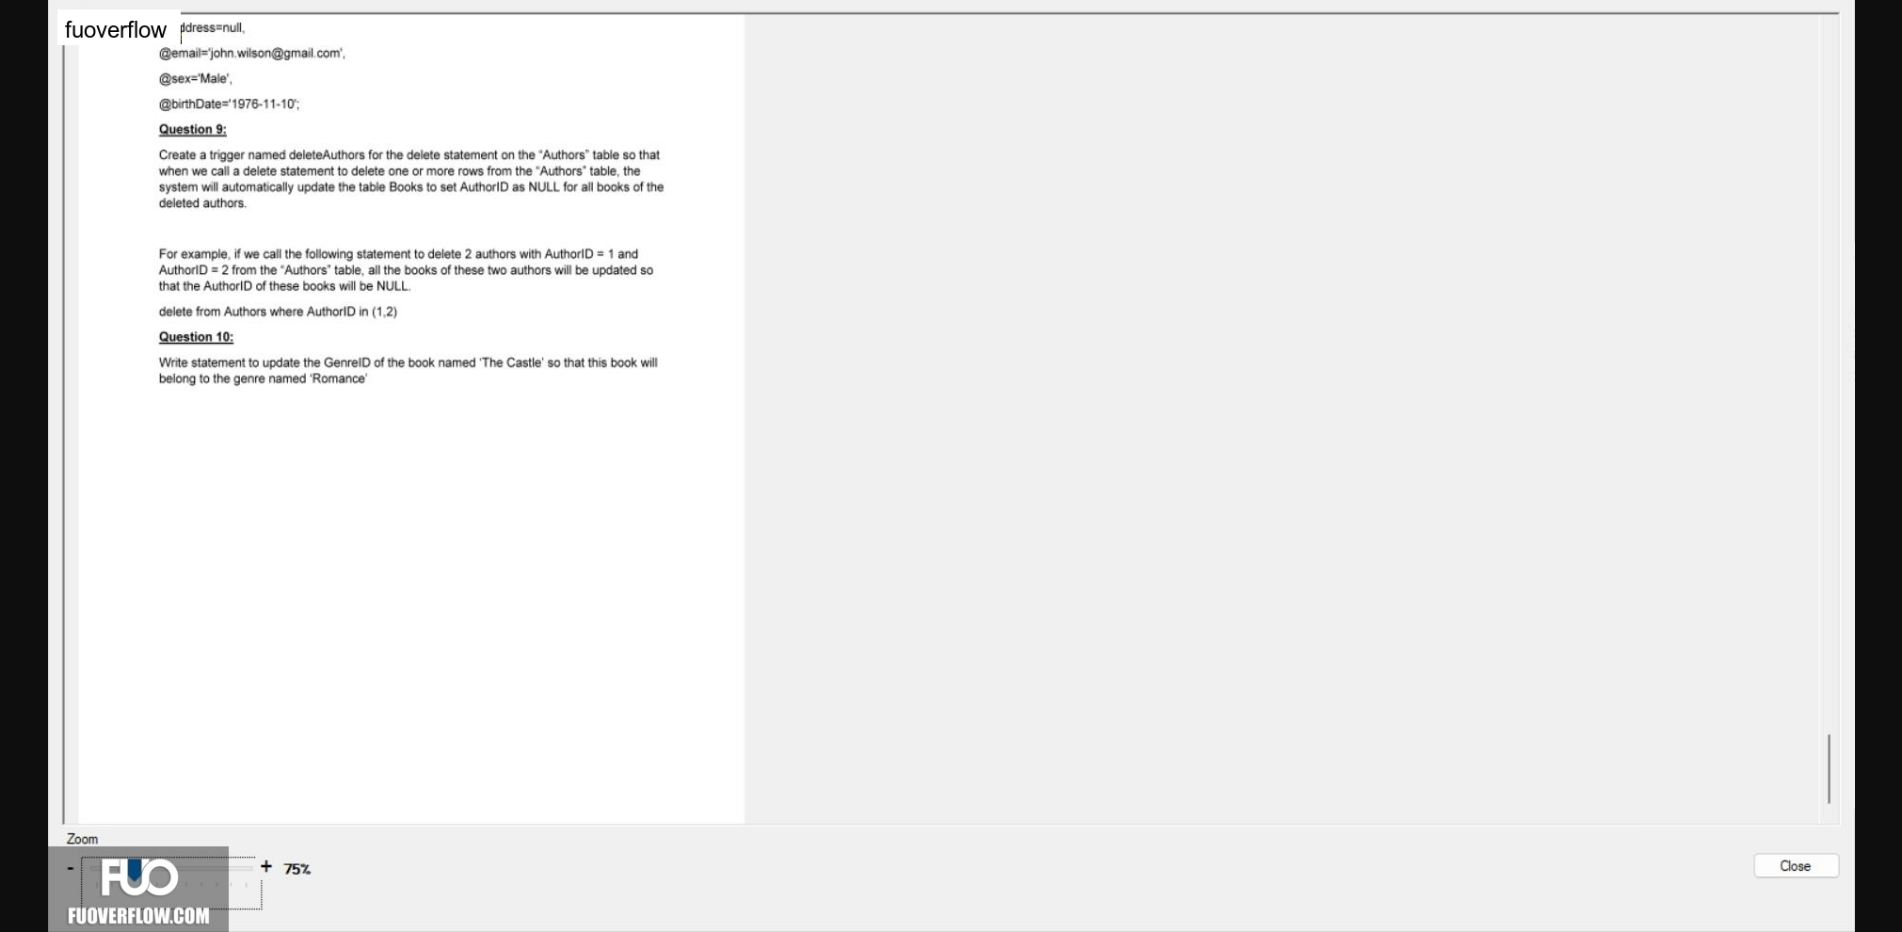 fuoverflow
ddress=null,
@email='john.wilson@gmail.com',
@sex='Male',
@birthDate='1976-11-10';
Question 9:
Create a trigger named deleteAuthors for the delete statement on the “Authors” table so that
when we call a delete statement to delete one or more rows from the “Authors” table, the
system will automatically update the table Books to set AuthorID as NULL for all books of the
deleted authors.
For example, if we call the following statement to delete 2 authors with AuthorID = 1 and
AuthorID = 2 from the “Authors” table, all the books of these two authors will be updated so
that the AuthorID of these books will be NULL.
delete from Authors where AuthorID in (1,2)
Question 10:
Write statement to update the GenreID of the book named ‘The Castle’ so that this book will
belong to the genre named ‘Romance’
Zoom
- + 75%
Close
FUO
FUOVERFLOW.COM